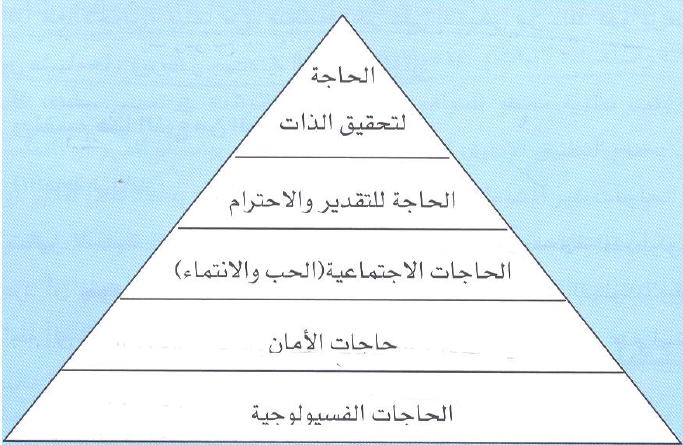 الحاجة
لتحقيق الذات
الحاجة للتقدير والاحترام
الحاجات الاجتماعية(الحب والانتماء)
حاجات الأمان
الحاجات الفسيولوجية